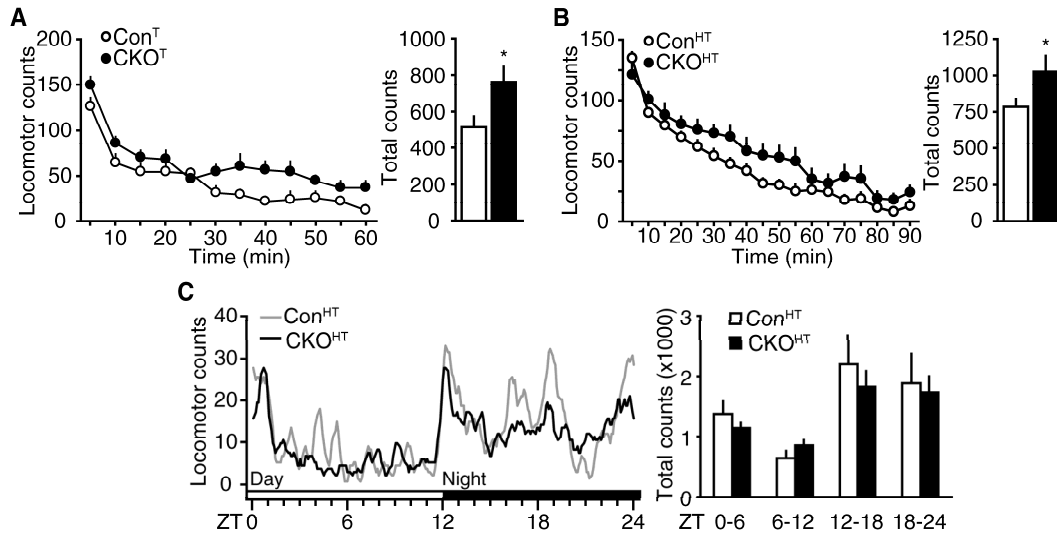 A
Locomotor counts
200
150
100
50
0
Con^T
CKO^T
10 20 30 40 50 60
Time (min)
Total counts
1000
800
600
400
200
0
*
B
Locomotor counts
150
100
50
0
Con^HT
CKO^HT
10 20 30 40 50 60 70 80 90
Time (min)
Total counts
1250
1000
750
500
250
0
*
C
Locomotor counts
40
30
20
10
0
Con^HT
CKO^HT
Day Night
ZT 0 6 12 18 24
Total counts (x1000)
3
2
1
0
Con^HT
CKO^HT
ZT 0-6 6-12 12-18 18-24